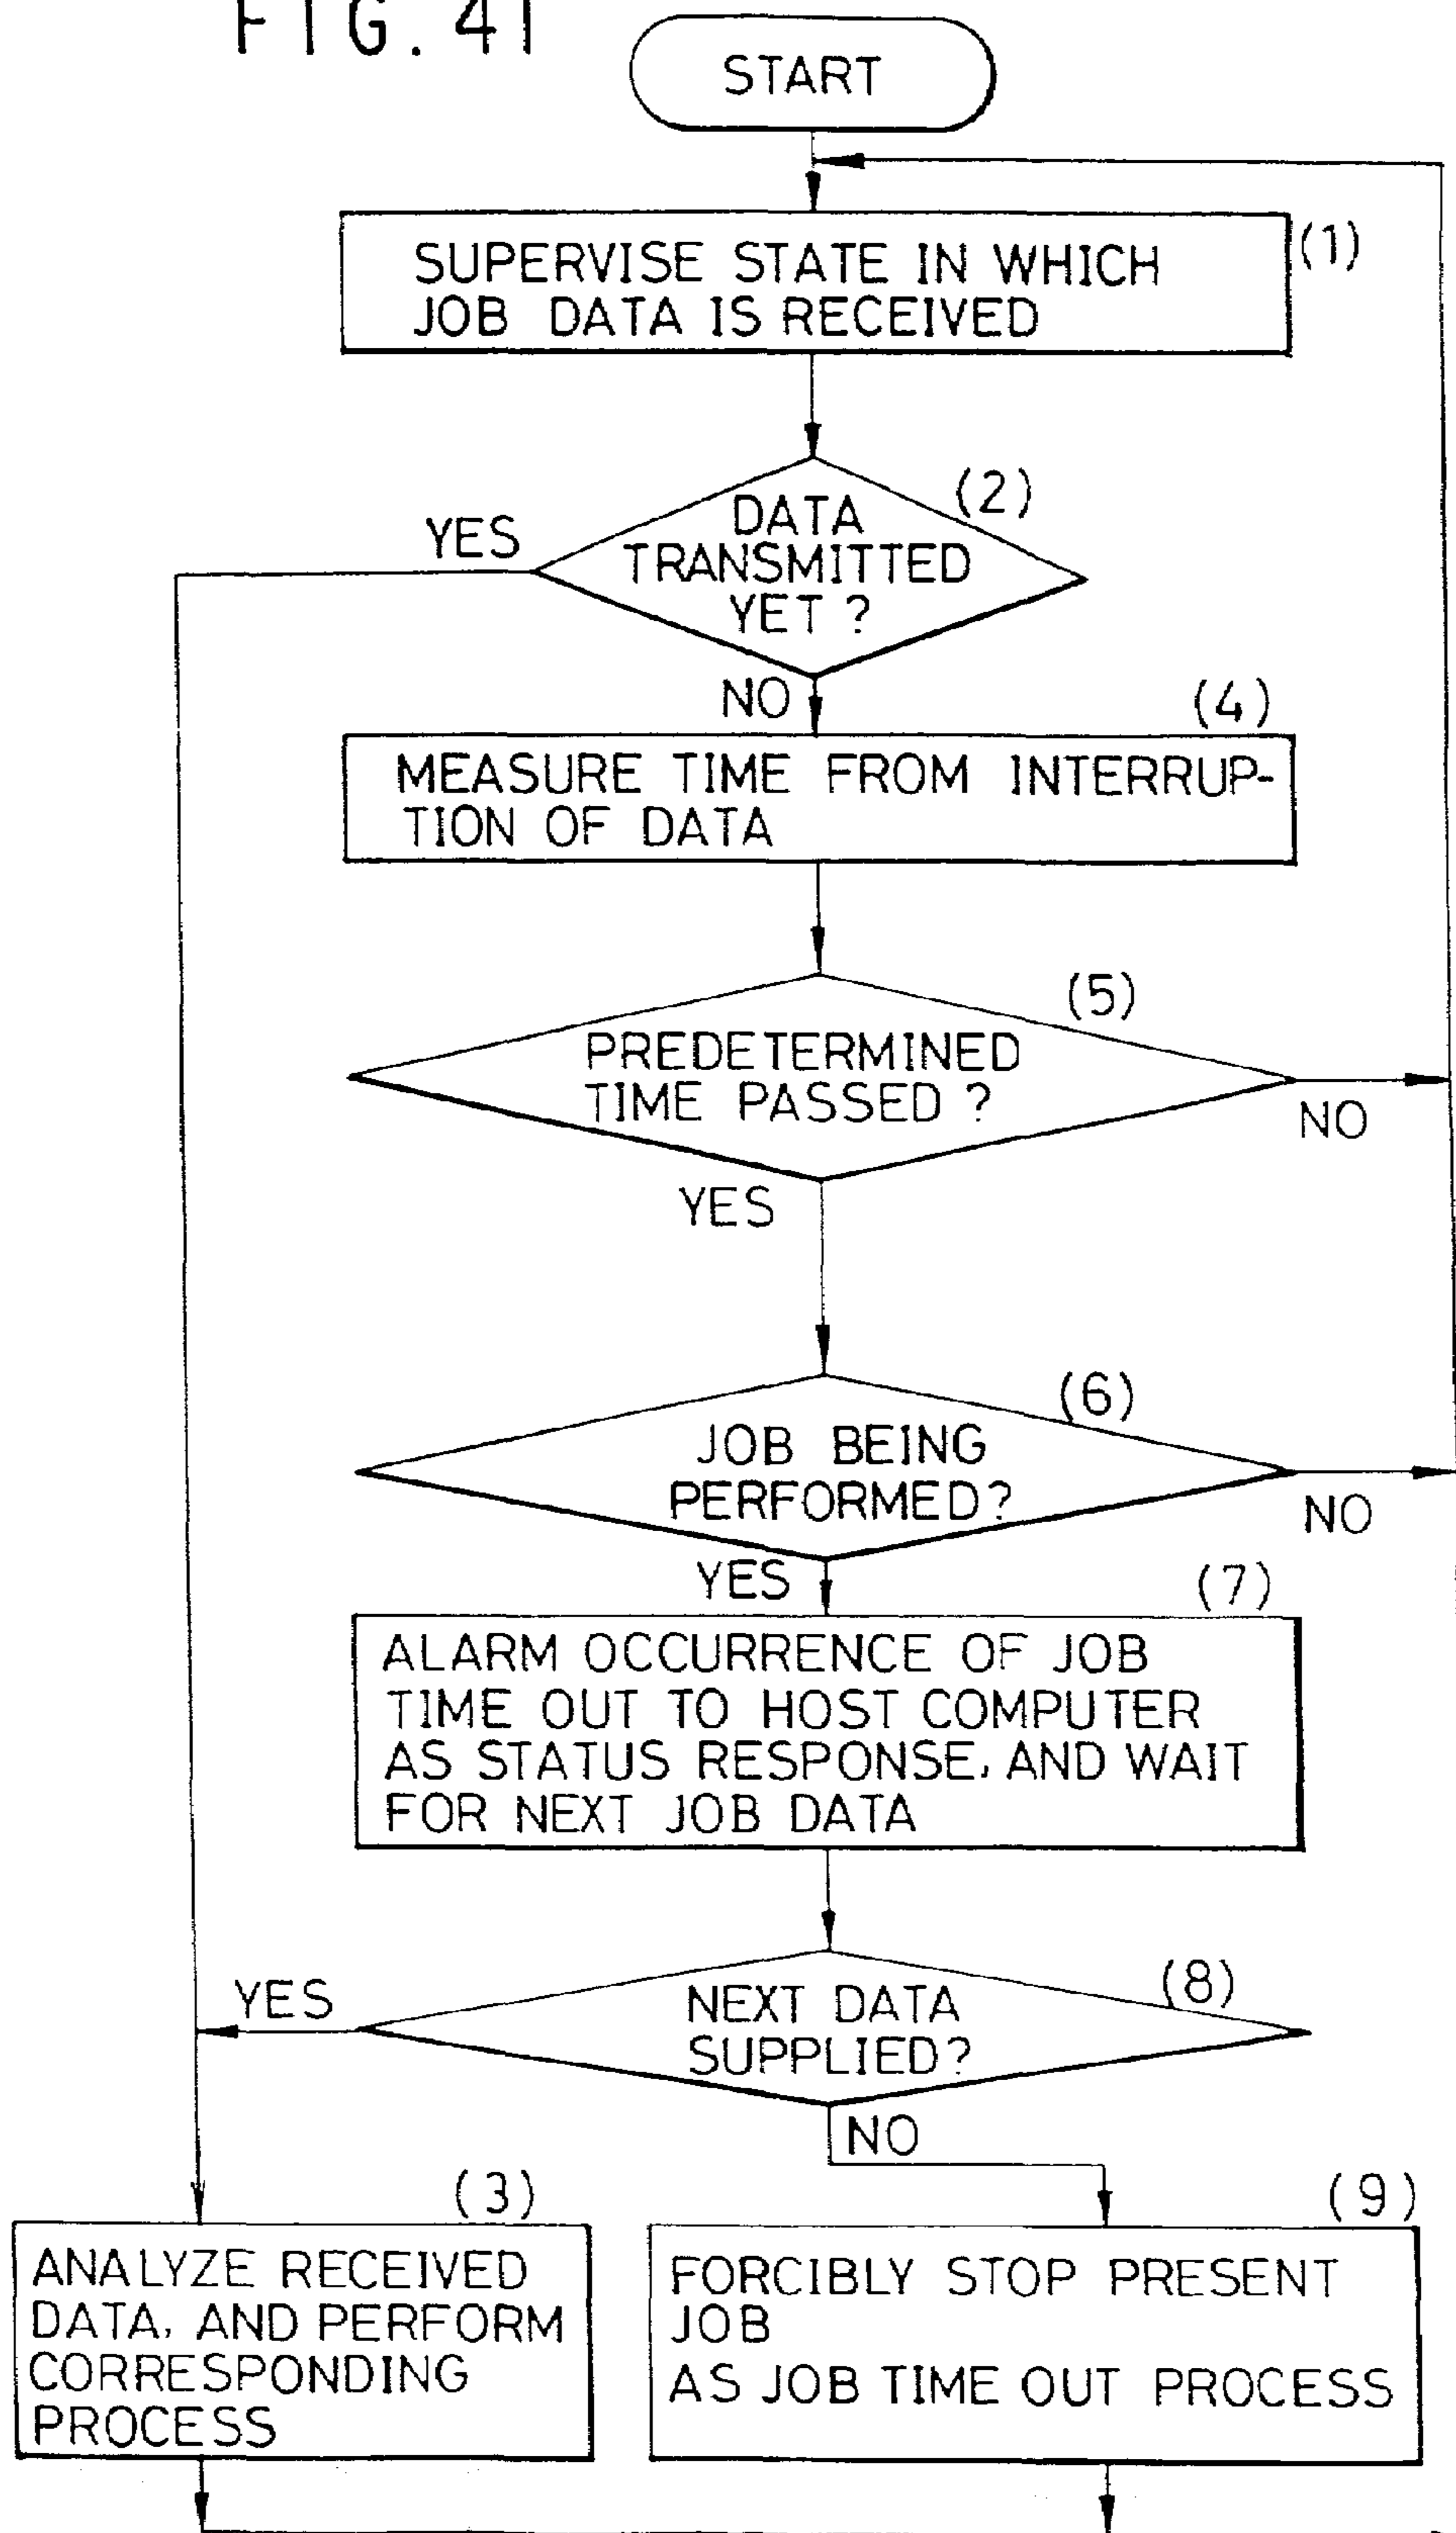 FIG. 41
START
(1)
SUPERVISE STATE IN WHICH
JOB DATA IS RECEIVED
(2)
DATA
TRANSMITTED
YET ?
YES
NO
(4)
MEASURE TIME FROM INTERRUP-
TION OF DATA
(5)
PREDETERMINED
TIME PASSED ?
NO
YES
(6)
JOB BEING
PERFORMED?
NO
YES
(7)
ALARM OCCURRENCE OF JOB
TIME OUT TO HOST COMPUTER
AS STATUS RESPONSE, AND WAIT
FOR NEXT JOB DATA
(8)
NEXT DATA
SUPPLIED?
YES
NO
(3)
ANALYZE RECEIVED
DATA, AND PERFORM
CORRESPONDING
PROCESS
(9)
FORCIBLY STOP PRESENT
JOB
AS JOB TIME OUT PROCESS